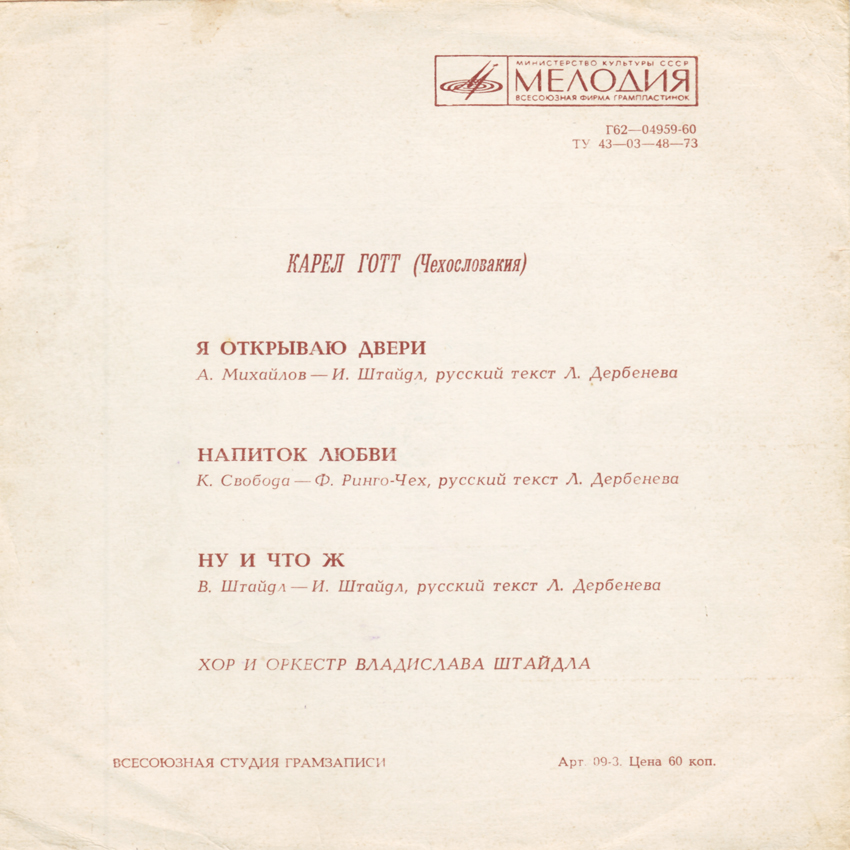 МИНИСТЕРСТВО КУЛЬТУРЫ СССР
МЕЛОДИЯ
ВСЕСОЮЗНАЯ ФИРМА ГРАМПЛАСТИНОК
Г62—04959-60
ТУ 43—03—48—73
КАРЕЛ ГОТТ (Чехословакия)
Я ОТКРЫВАЮ ДВЕРИ
А. Михайлов — И. Штайдл, русский текст Л. Дербенева
НАПИТОК ЛЮБВИ
К. Свобода — Ф. Ринго-Чех, русский текст Л. Дербенева
НУ И ЧТО Ж
В. Штайдл — И. Штайдл, русский текст Л. Дербенева
ХОР И ОРКЕСТР ВЛАДИСЛАВА ШТАЙДЛА
ВСЕСОЮЗНАЯ СТУДИЯ ГРАМЗАПИСИ
Арт. 09-3. Цена 60 коп.